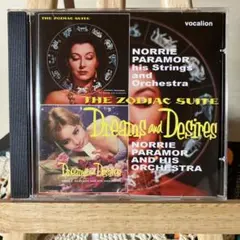 THE ZODIAC SUITE
vocalion
NORRIE
PARAMOR
his Strings and
Orchestra
THE ZODIAC SUITE
Dreams and Desires
Dreams and Desires
NORRIE
PARAMOR
AND HIS
ORCHESTRA